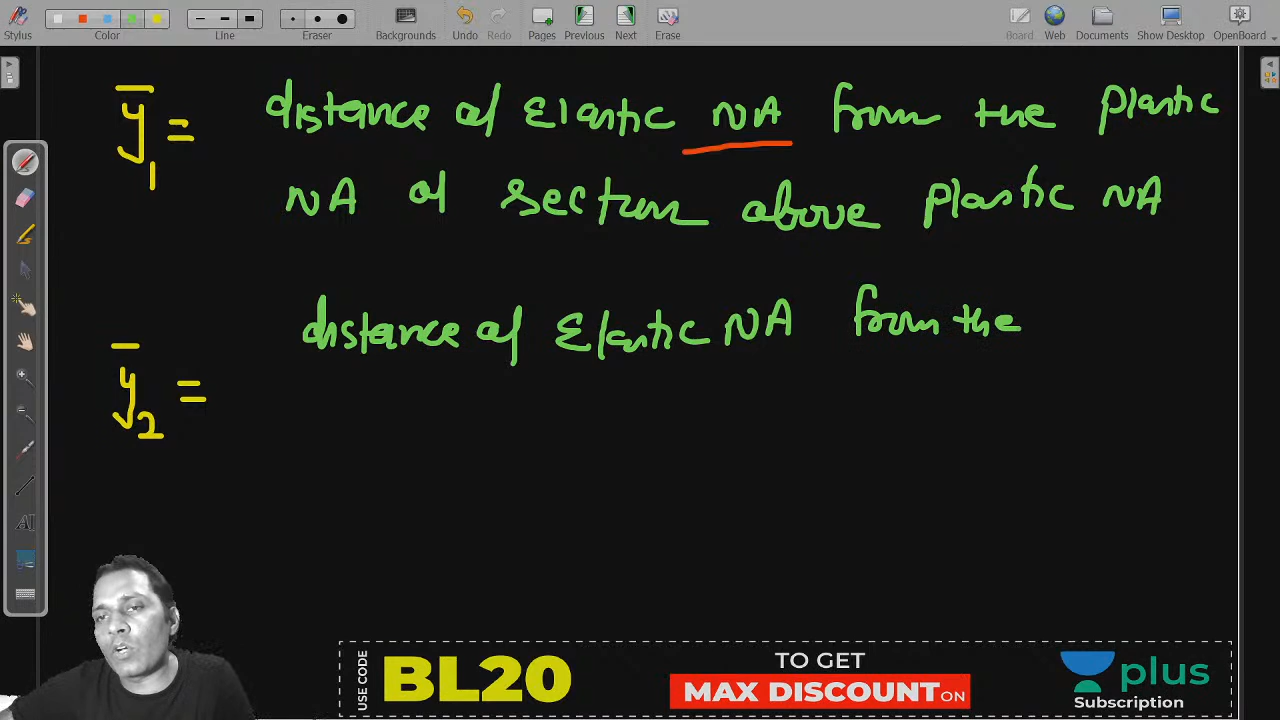 Stylus
Color
Line
Eraser
Backgrounds
Undo
Redo
Pages
Previous
Next
Erase
Board
Web
Documents
Show Desktop
OpenBoard
y̅1 = distance of Elastic NA from the plastic
NA of section above plastic NA
y̅2 = distance of Elastic NA from the
USE CODE
BL20
TO GET
MAX DISCOUNT ON
plus
Subscription